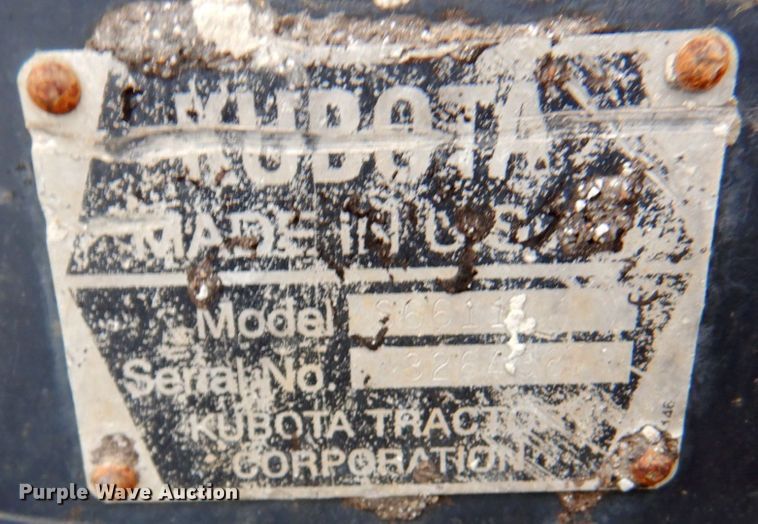 KUBOTA
MADE IN U.S.A.
Model
Serial No.
KUBOTA TRACTOR
CORPORATION
Purple Wave Auction